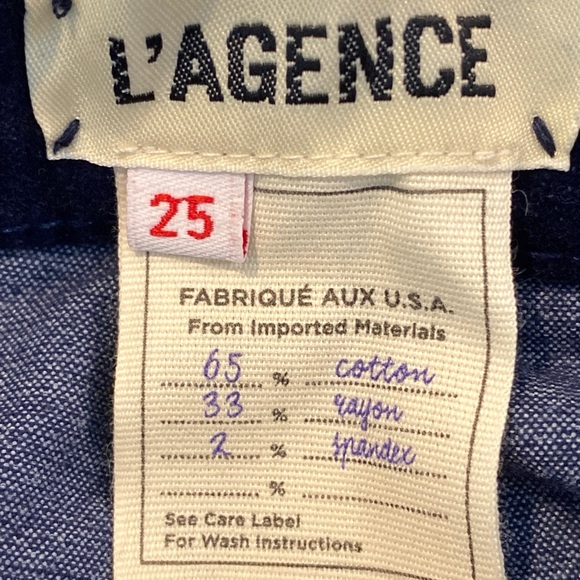 L'AGENCE
25
FABRIQUÉ AUX U.S.A.
From Imported Materials
65 % cotton
33 % rayon
2 % spandex
%
See Care Label
For Wash Instructions